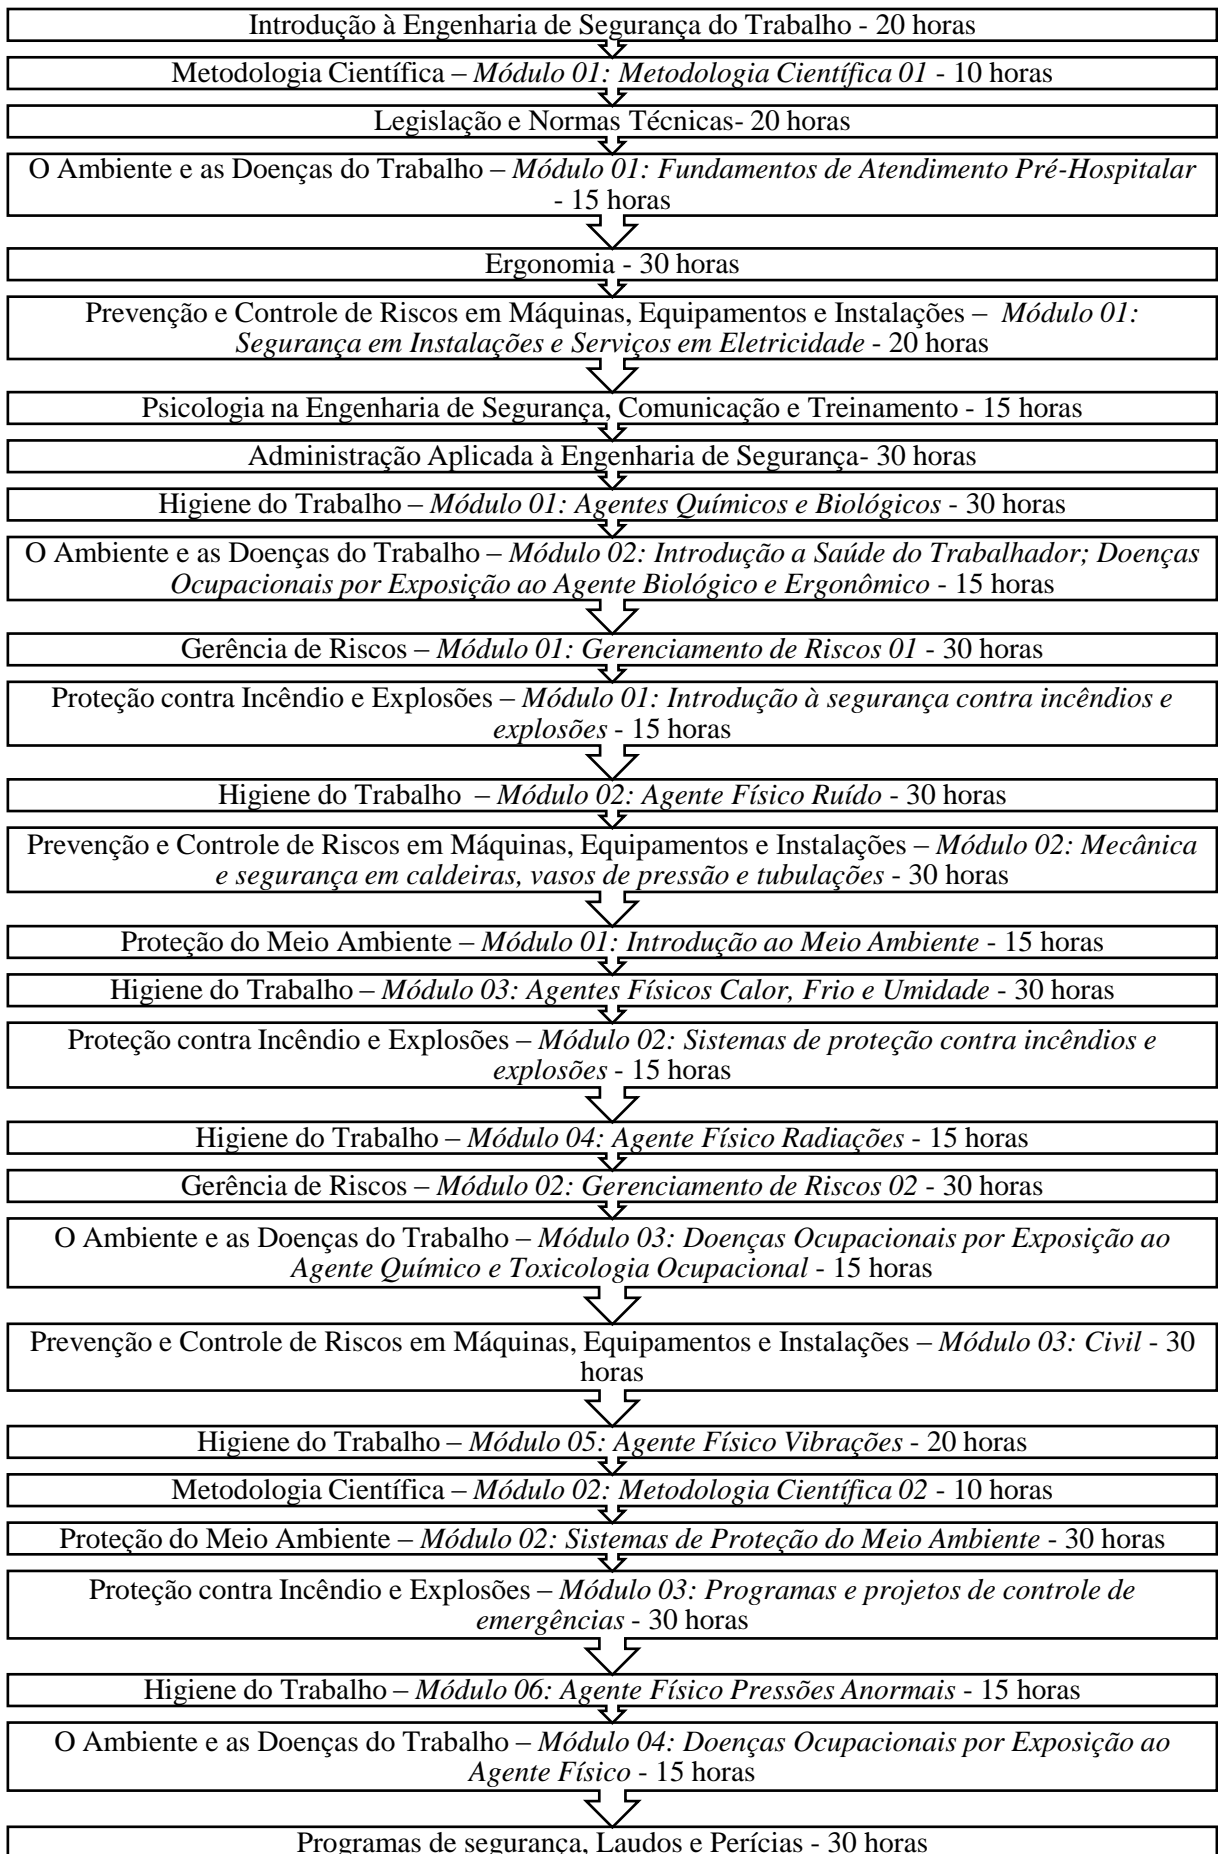 Introdução à Engenharia de Segurança do Trabalho - 20 horas
Metodologia Científica – Módulo 01: Metodologia Científica 01 - 10 horas
Legislação e Normas Técnicas- 20 horas
O Ambiente e as Doenças do Trabalho – Módulo 01: Fundamentos de Atendimento Pré-Hospitalar
- 15 horas
Ergonomia - 30 horas
Prevenção e Controle de Riscos em Máquinas, Equipamentos e Instalações – Módulo 01:
Segurança em Instalações e Serviços em Eletricidade - 20 horas
Psicologia na Engenharia de Segurança, Comunicação e Treinamento - 15 horas
Administração Aplicada à Engenharia de Segurança- 30 horas
Higiene do Trabalho – Módulo 01: Agentes Químicos e Biológicos - 30 horas
O Ambiente e as Doenças do Trabalho – Módulo 02: Introdução a Saúde do Trabalhador; Doenças
Ocupacionais por Exposição ao Agente Biológico e Ergonômico - 15 horas
Gerência de Riscos – Módulo 01: Gerenciamento de Riscos 01 - 30 horas
Proteção contra Incêndio e Explosões – Módulo 01: Introdução à segurança contra incêndios e
explosões - 15 horas
Higiene do Trabalho – Módulo 02: Agente Físico Ruído - 30 horas
Prevenção e Controle de Riscos em Máquinas, Equipamentos e Instalações – Módulo 02: Mecânica
e segurança em caldeiras, vasos de pressão e tubulações - 30 horas
Proteção do Meio Ambiente – Módulo 01: Introdução ao Meio Ambiente - 15 horas
Higiene do Trabalho – Módulo 03: Agentes Físicos Calor, Frio e Umidade - 30 horas
Proteção contra Incêndio e Explosões – Módulo 02: Sistemas de proteção contra incêndios e
explosões - 15 horas
Higiene do Trabalho – Módulo 04: Agente Físico Radiações - 15 horas
Gerência de Riscos – Módulo 02: Gerenciamento de Riscos 02 - 30 horas
O Ambiente e as Doenças do Trabalho – Módulo 03: Doenças Ocupacionais por Exposição ao
Agente Químico e Toxicologia Ocupacional - 15 horas
Prevenção e Controle de Riscos em Máquinas, Equipamentos e Instalações – Módulo 03: Civil - 30
horas
Higiene do Trabalho – Módulo 05: Agente Físico Vibrações - 20 horas
Metodologia Científica – Módulo 02: Metodologia Científica 02 - 10 horas
Proteção do Meio Ambiente – Módulo 02: Sistemas de Proteção do Meio Ambiente - 30 horas
Proteção contra Incêndio e Explosões – Módulo 03: Programas e projetos de controle de
emergências - 30 horas
Higiene do Trabalho – Módulo 06: Agente Físico Pressões Anormais - 15 horas
O Ambiente e as Doenças do Trabalho – Módulo 04: Doenças Ocupacionais por Exposição ao
Agente Físico - 15 horas
Programas de segurança, Laudos e Perícias - 30 horas